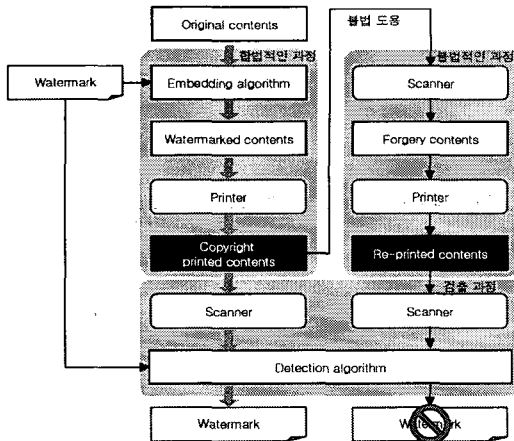 Original contents
불법 도용
합법적인 과정
불법적인 과정
Watermark
Embedding algorithm
Scanner
Watermarked contents
Forgery contents
Printer
Printer
Copyright
printed contents
Re-printed contents
검출 과정
Scanner
Scanner
Detection algorithm
Watermark
Watermark